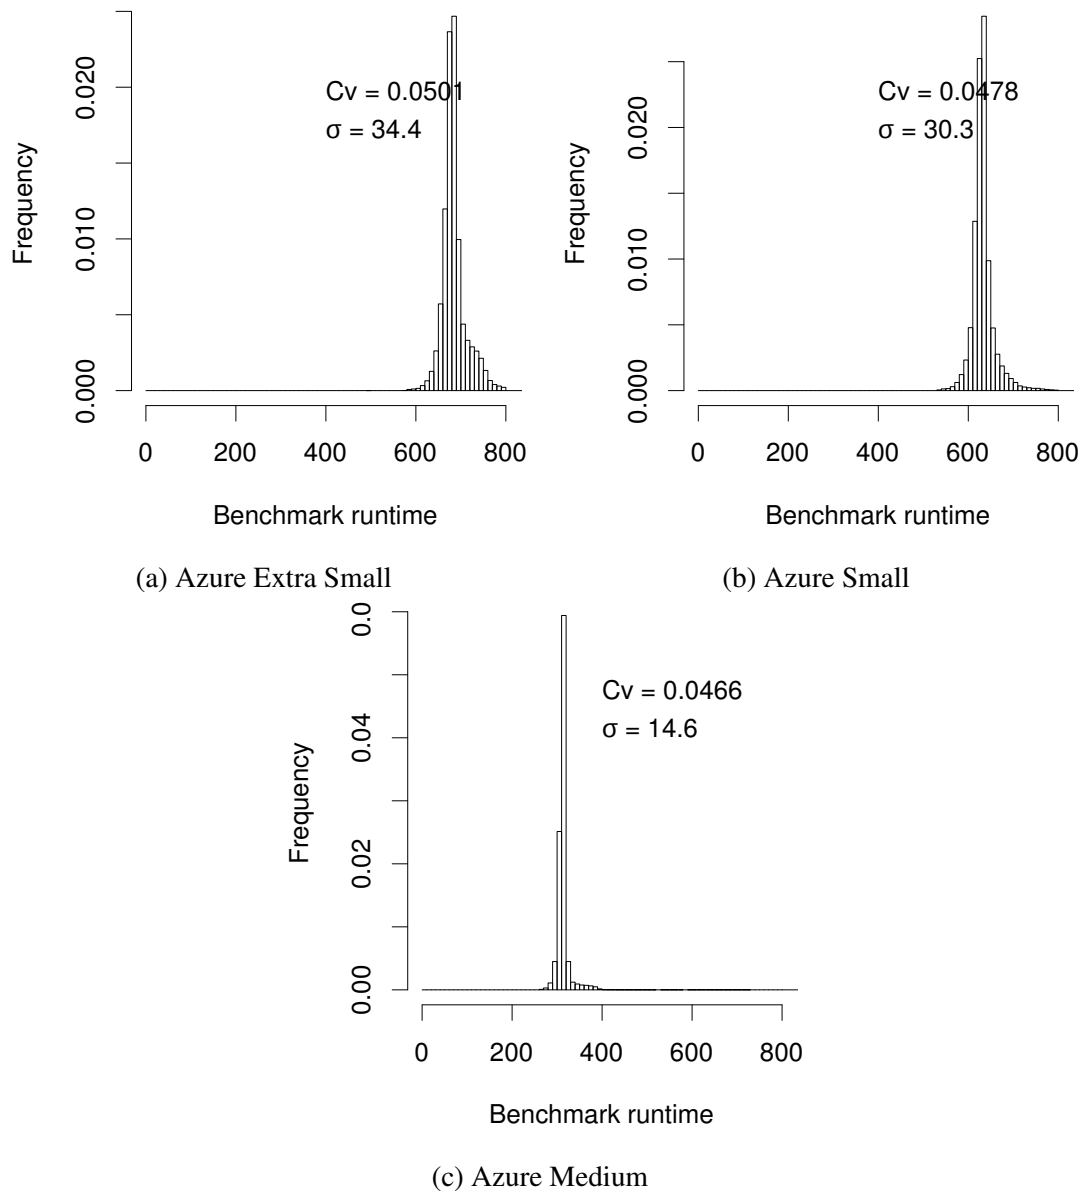 Frequency
0.000
0.010
0.020
Cv = 0.0501
σ = 34.4
0
200
400
600
800
Benchmark runtime
(a) Azure Extra Small
Frequency
0.000
0.010
0.020
Cv = 0.0478
σ = 30.3
0
200
400
600
800
Benchmark runtime
(b) Azure Small
Frequency
0.00
0.02
0.04
0.0
Cv = 0.0466
σ = 14.6
0
200
400
600
800
Benchmark runtime
(c) Azure Medium